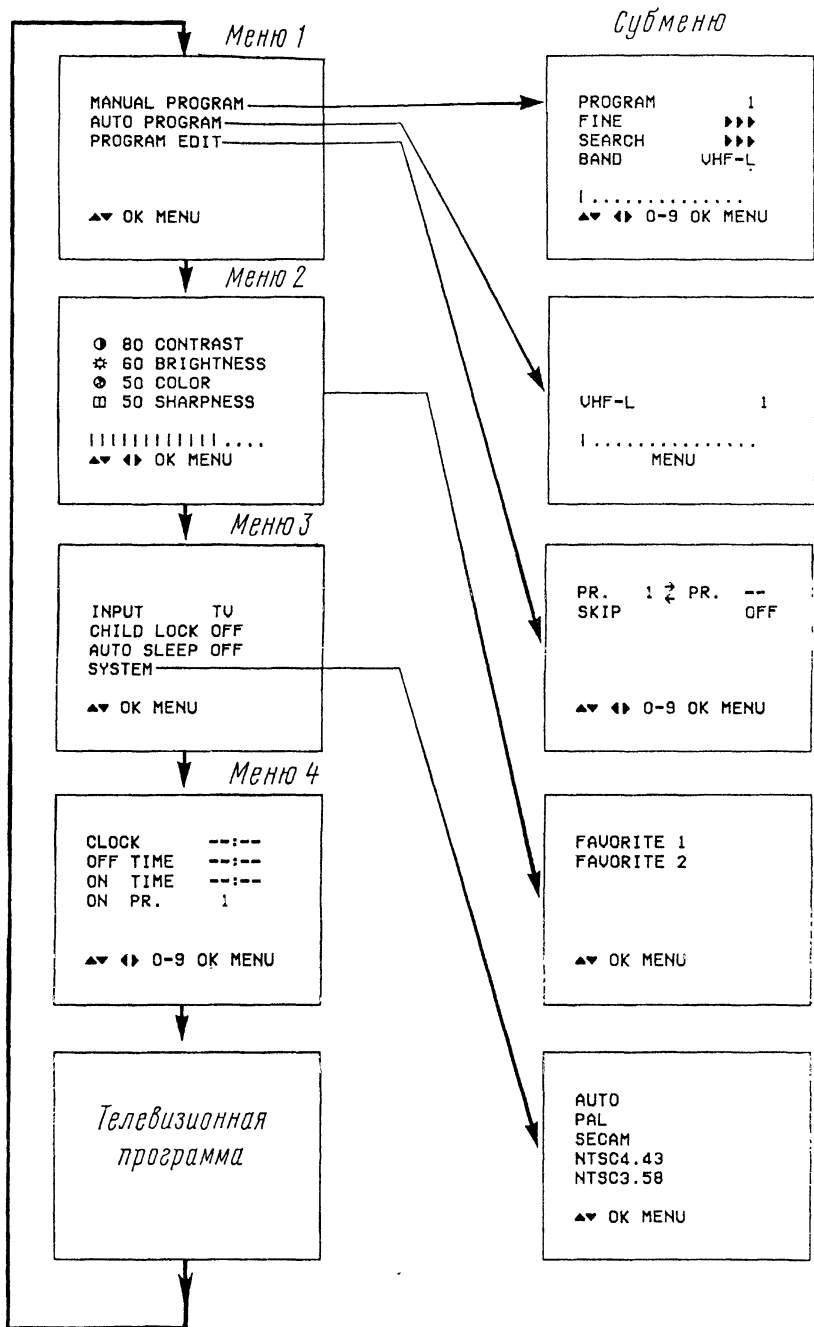 Меню 1
MANUAL PROGRAM
AUTO PROGRAM
PROGRAM EDIT
▲▼ OK MENU
Меню 2
80 CONTRAST
60 BRIGHTNESS
50 COLOR
50 SHARPNESS
||||||||||||....
▲▼ ◀▶ OK MENU
Меню 3
INPUT TV
CHILD LOCK OFF
AUTO SLEEP OFF
SYSTEM
▲▼ OK MENU
Меню 4
CLOCK --:--
OFF TIME --:--
ON TIME --:--
ON PR. 1
▲▼ ◀▶ 0-9 OK MENU
Телевизионная
программа
Субменю
PROGRAM 1
FINE ▶▶▶
SEARCH ▶▶▶
BAND VHF-L
|..............
▲▼ ◀▶ 0-9 OK MENU
VHF-L 1
|...............
MENU
PR. 1 ⇄ PR. --
SKIP OFF
▲▼ ◀▶ 0-9 OK MENU
FAVORITE 1
FAVORITE 2
▲▼ OK MENU
AUTO
PAL
SECAM
NTSC4.43
NTSC3.58
▲▼ OK MENU